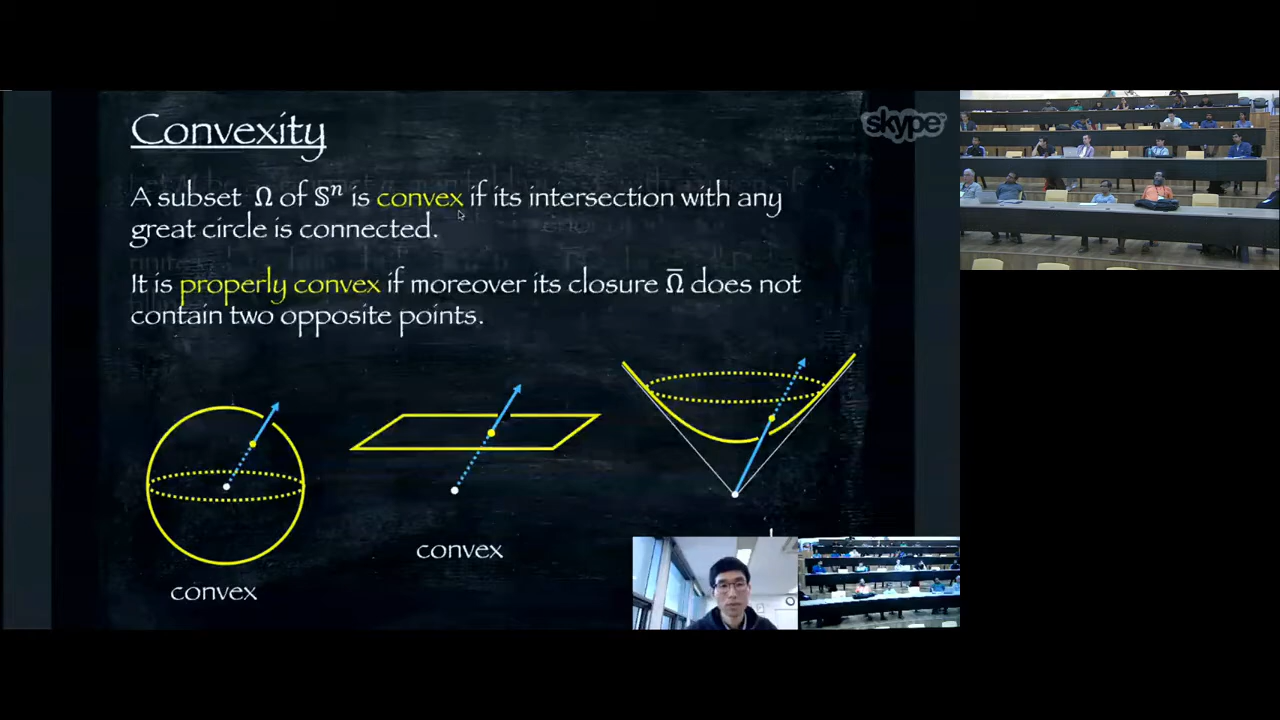 Convexity
skype
A subset Ω of 𝕊ⁿ is convex if its intersection with any
great circle is connected.
It is properly convex if moreover its closure Ω̄ does not
contain two opposite points.
convex
convex